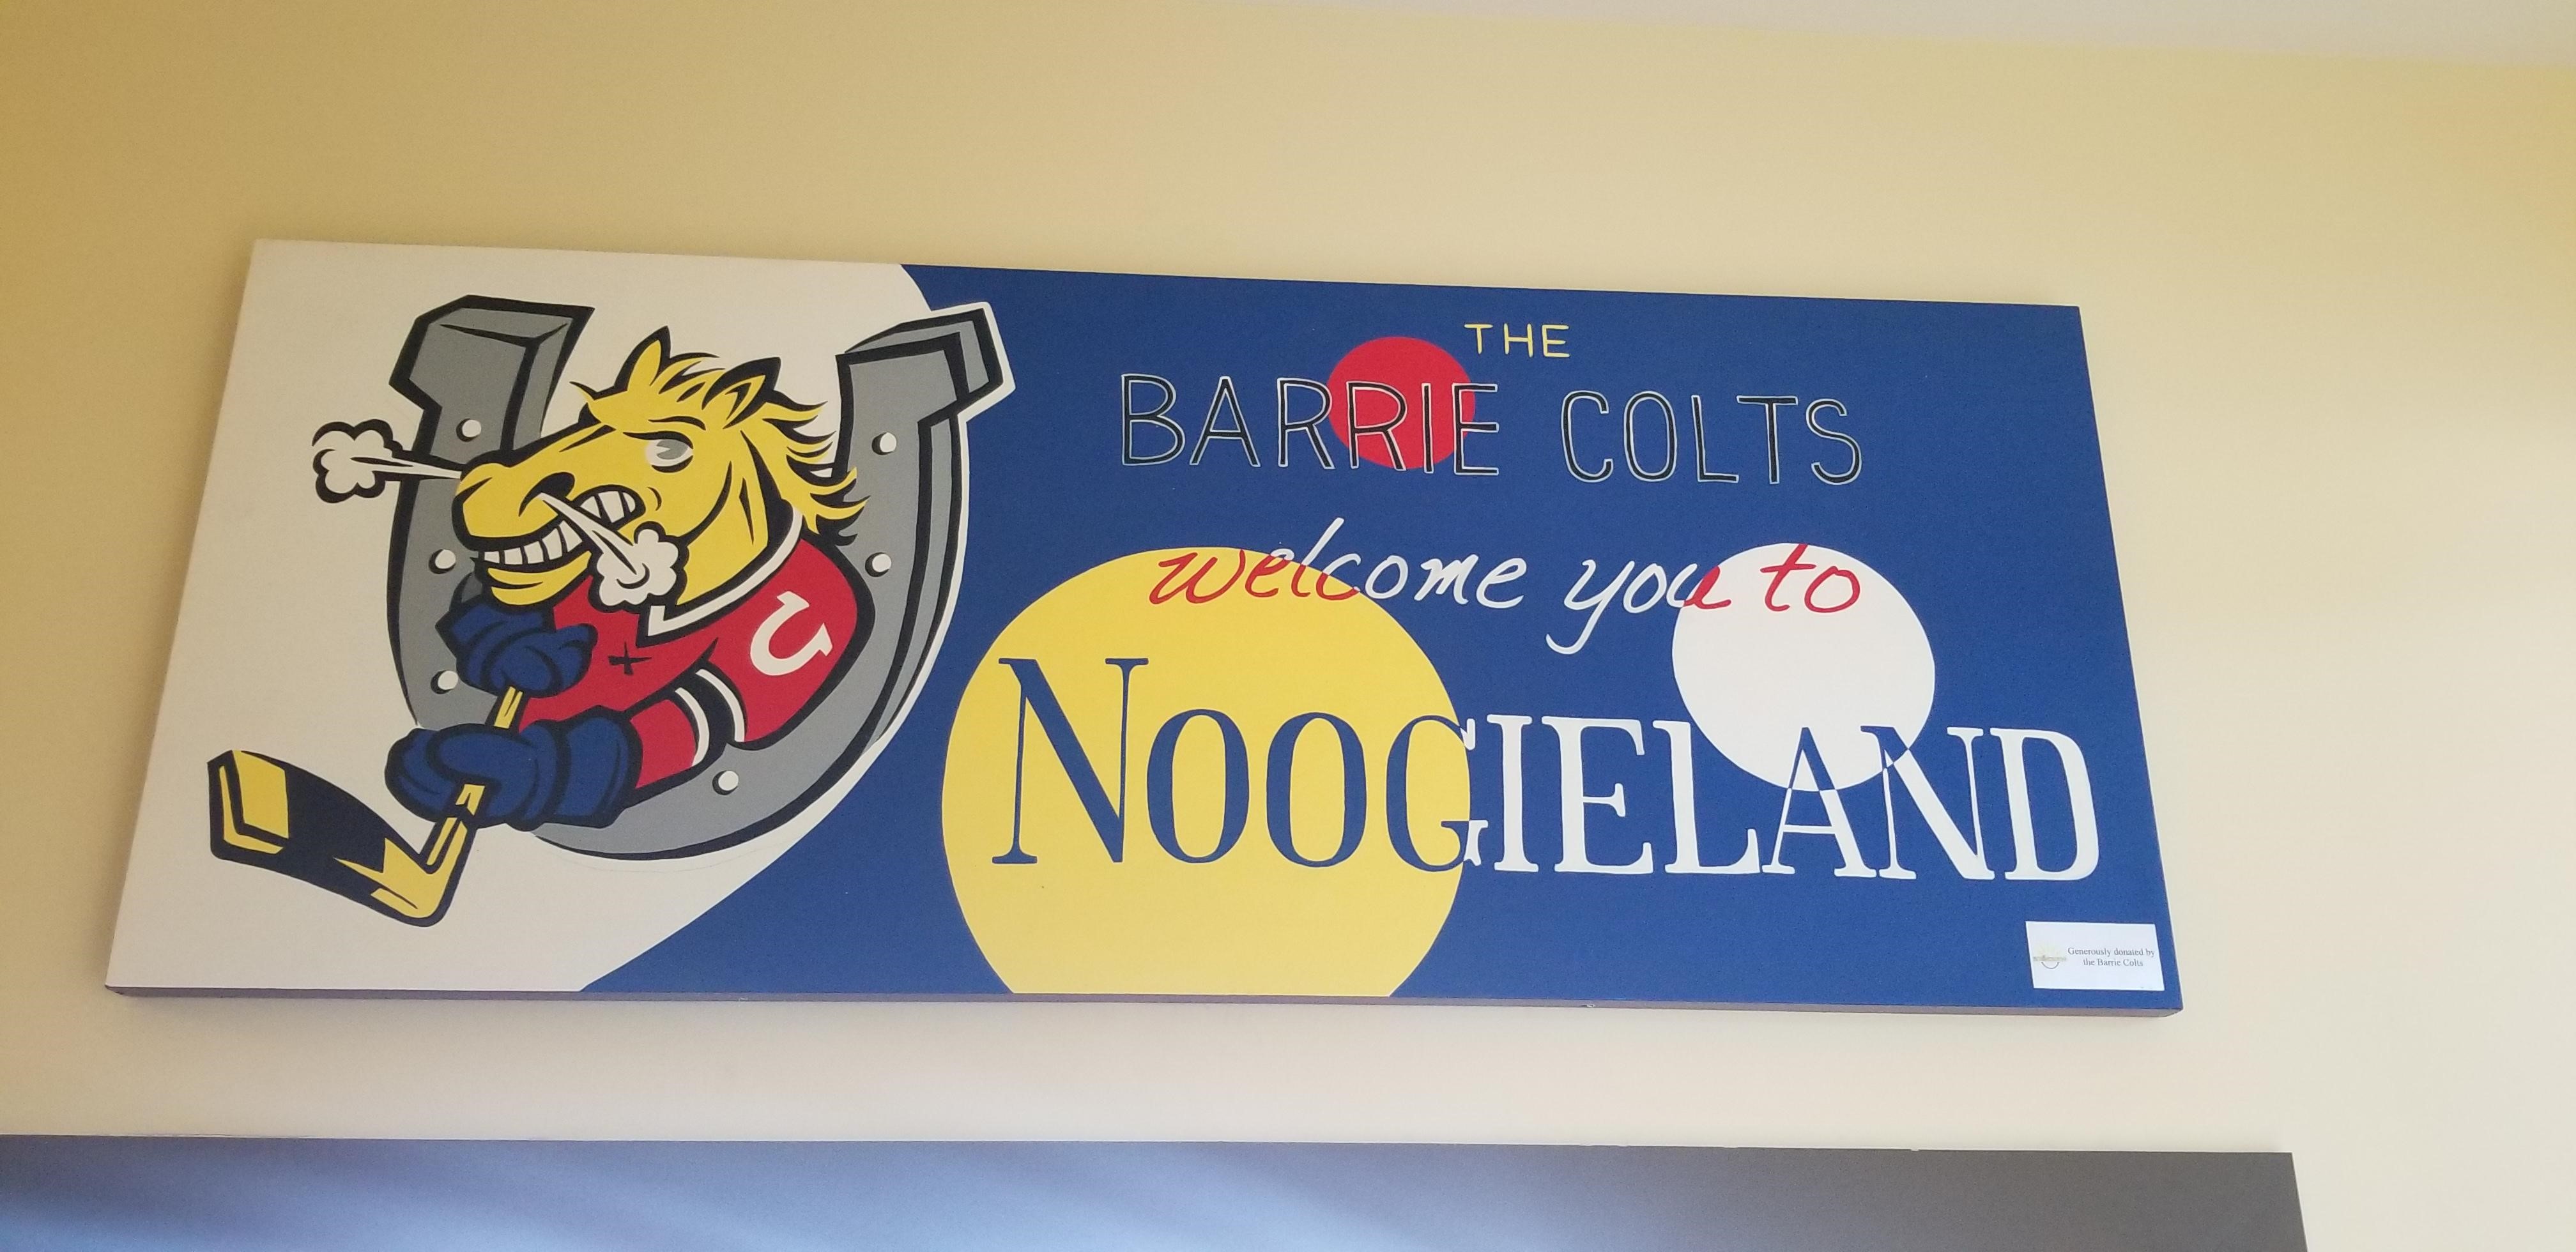 THE
BARRIE COLTS
welcome you to
NOOGIELAND
Generously donated by
the Barrie Colts